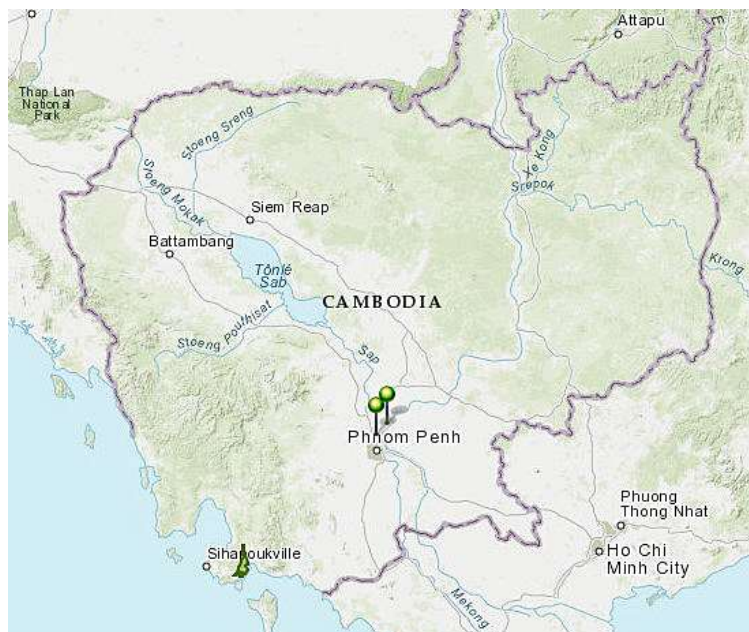 Attapu
Thap Lan
National
Park
Stoeng Sreng
Xe Kong
Srepok
Stoeng Mokak
Siem Reap
Battambang
Krong
Tônlé
Sab
CAMBODIA
Stoeng Pouthisat
Sap
Phnom Penh
Phuong
Thong Nhat
Sihanoukville
Ho Chi
Minh City
Mekong